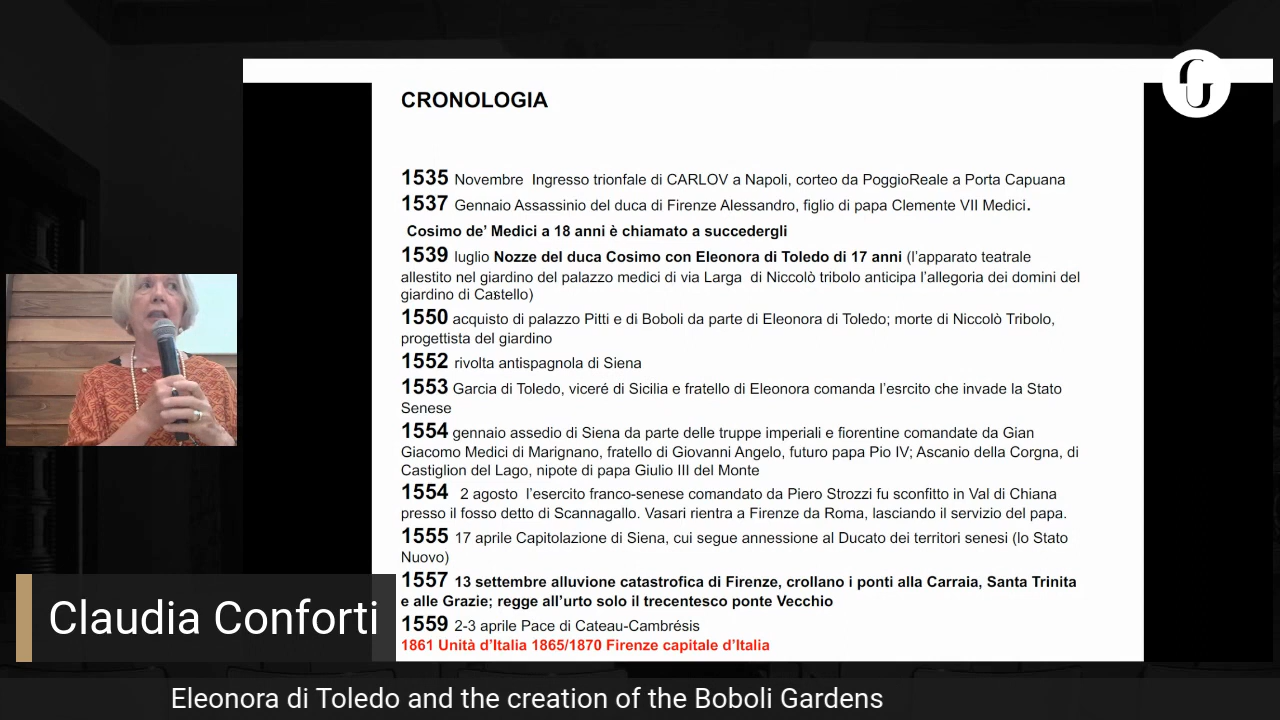 CRONOLOGIA
1535 Novembre Ingresso trionfale di CARLOV a Napoli, corteo da PoggioReale a Porta Capuana
1537 Gennaio Assassinio del duca di Firenze Alessandro, figlio di papa Clemente VII Medici.
Cosimo de’ Medici a 18 anni è chiamato a succedergli
1539 luglio Nozze del duca Cosimo con Eleonora di Toledo di 17 anni (l’apparato teatrale
allestito nel giardino del palazzo medici di via Larga di Niccolò tribolo anticipa l’allegoria dei domini del
giardino di Castello)
1550 acquisto di palazzo Pitti e di Boboli da parte di Eleonora di Toledo; morte di Niccolò Tribolo,
progettista del giardino
1552 rivolta antispagnola di Siena
1553 Garcia di Toledo, viceré di Sicilia e fratello di Eleonora comanda l’esrcito che invade la Stato
Senese
1554 gennaio assedio di Siena da parte delle truppe imperiali e fiorentine comandate da Gian
Giacomo Medici di Marignano, fratello di Giovanni Angelo, futuro papa Pio IV; Ascanio della Corgna, di
Castiglion del Lago, nipote di papa Giulio III del Monte
1554 2 agosto l’esercito franco-senese comandato da Piero Strozzi fu sconfitto in Val di Chiana
presso il fosso detto di Scannagallo. Vasari rientra a Firenze da Roma, lasciando il servizio del papa.
1555 17 aprile Capitolazione di Siena, cui segue annessione al Ducato dei territori senesi (lo Stato
Nuovo)
1557 13 settembre alluvione catastrofica di Firenze, crollano i ponti alla Carraia, Santa Trinita
e alle Grazie; regge all’urto solo il trecentesco ponte Vecchio
1559 2-3 aprile Pace di Cateau-Cambrésis
1861 Unità d’Italia 1865/1870 Firenze capitale d’Italia
Claudia Conforti
Eleonora di Toledo and the creation of the Boboli Gardens